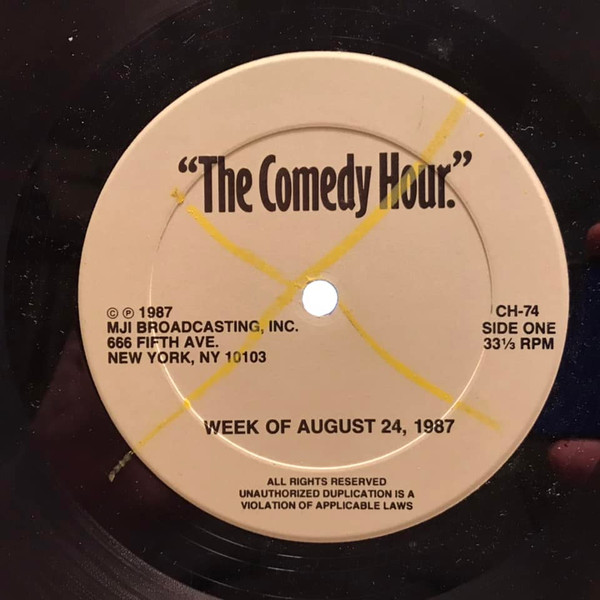 “The Comedy Hour.”
© ℗ 1987
MJI BROADCASTING, INC.
666 FIFTH AVE.
NEW YORK, NY 10103
CH-74
SIDE ONE
33⅓ RPM
WEEK OF AUGUST 24, 1987
ALL RIGHTS RESERVED
UNAUTHORIZED DUPLICATION IS A
VIOLATION OF APPLICABLE LAWS